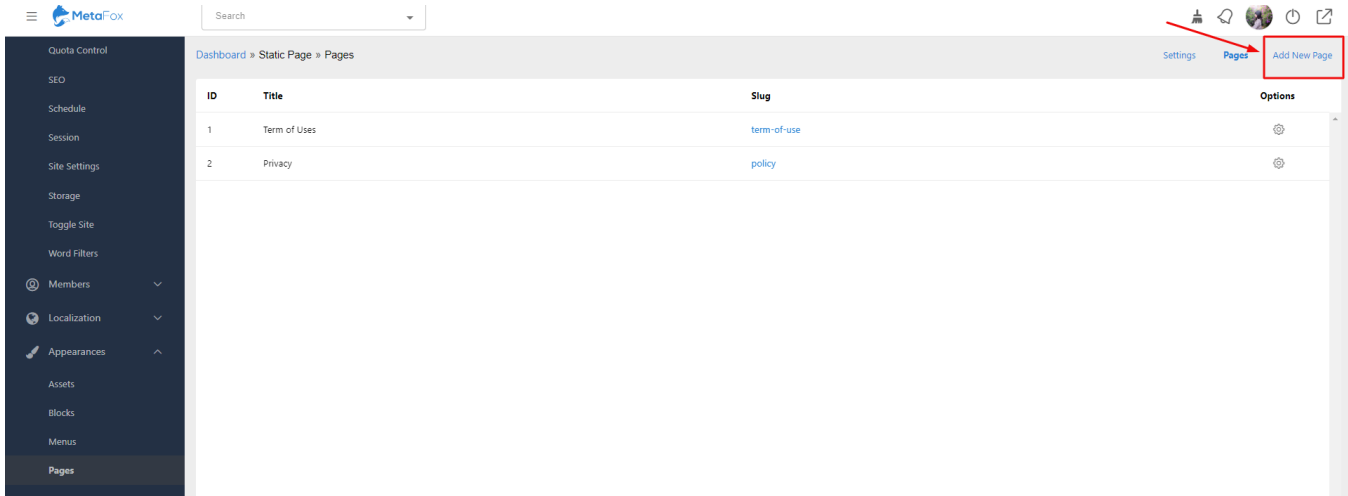 MetaFox
Search
Quota Control
SEO
Schedule
Session
Site Settings
Storage
Toggle Site
Word Filters
Members
Localization
Appearances
Assets
Blocks
Menus
Pages
Dashboard » Static Page » Pages
Settings Pages Add New Page
ID Title Slug Options
1 Term of Uses term-of-use
2 Privacy policy